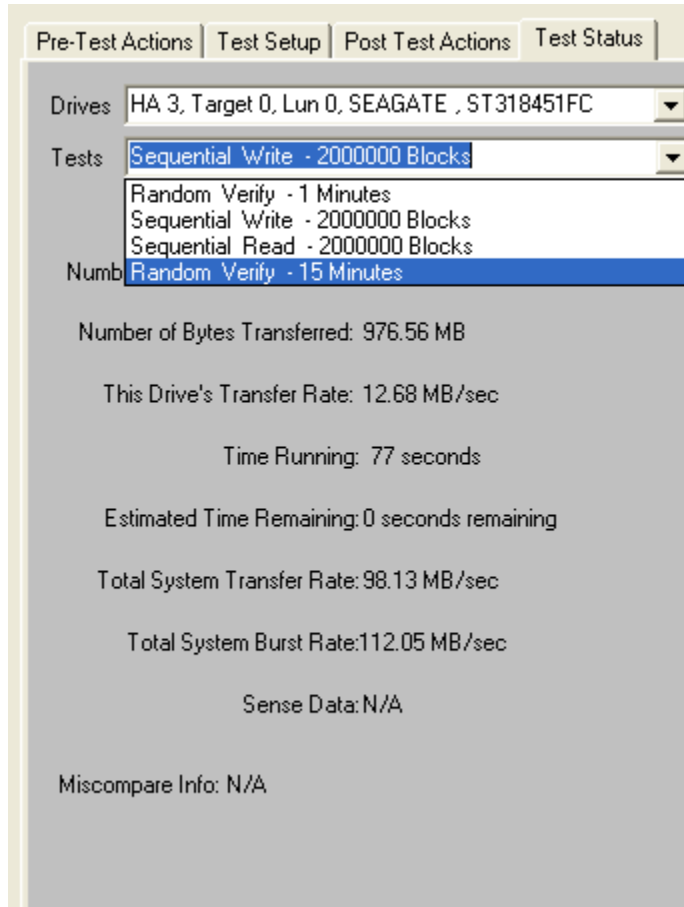 Pre-Test Actions Test Setup Post Test Actions Test Status
Drives HA 3, Target 0, Lun 0, SEAGATE , ST318451FC
Tests Sequential Write - 2000000 Blocks
Random Verify - 1 Minutes
Sequential Write - 2000000 Blocks
Sequential Read - 2000000 Blocks
Numb Random Verify - 15 Minutes
Number of Bytes Transferred: 976.56 MB
This Drive's Transfer Rate: 12.68 MB/sec
Time Running: 77 seconds
Estimated Time Remaining: 0 seconds remaining
Total System Transfer Rate: 98.13 MB/sec
Total System Burst Rate:112.05 MB/sec
Sense Data: N/A
Miscompare Info: N/A